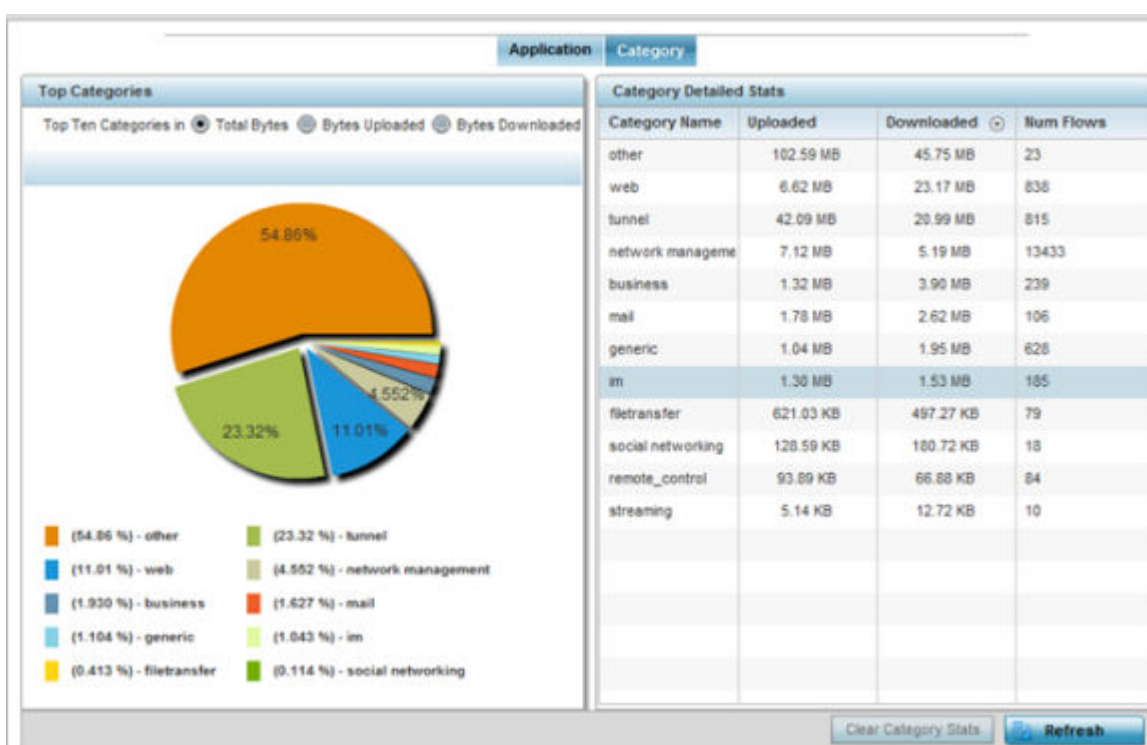 Application Category
Top Categories
Top Ten Categories in Total Bytes Bytes Uploaded Bytes Downloaded
54.86%
4.552%
11.01%
23.32%
(54.86 %) - other
(23.32 %) - tunnel
(11.01 %) - web
(4.552 %) - network management
(1.930 %) - business
(1.627 %) - mail
(1.104 %) - generic
(1.043 %) - im
(0.413 %) - filetransfer
(0.114 %) - social networking
Category Detailed Stats
Category Name Uploaded Downloaded Num Flows
other 102.59 MB 45.75 MB 23
web 6.62 MB 23.17 MB 838
tunnel 42.09 MB 20.99 MB 815
network manageme 7.12 MB 5.19 MB 13433
business 1.32 MB 3.90 MB 239
mail 1.78 MB 2.62 MB 106
generic 1.04 MB 1.95 MB 628
im 1.30 MB 1.53 MB 185
filetransfer 621.03 KB 497.27 KB 79
social networking 128.59 KB 180.72 KB 18
remote_control 93.89 KB 66.88 KB 84
streaming 5.14 KB 12.72 KB 10
Clear Category Stats Refresh